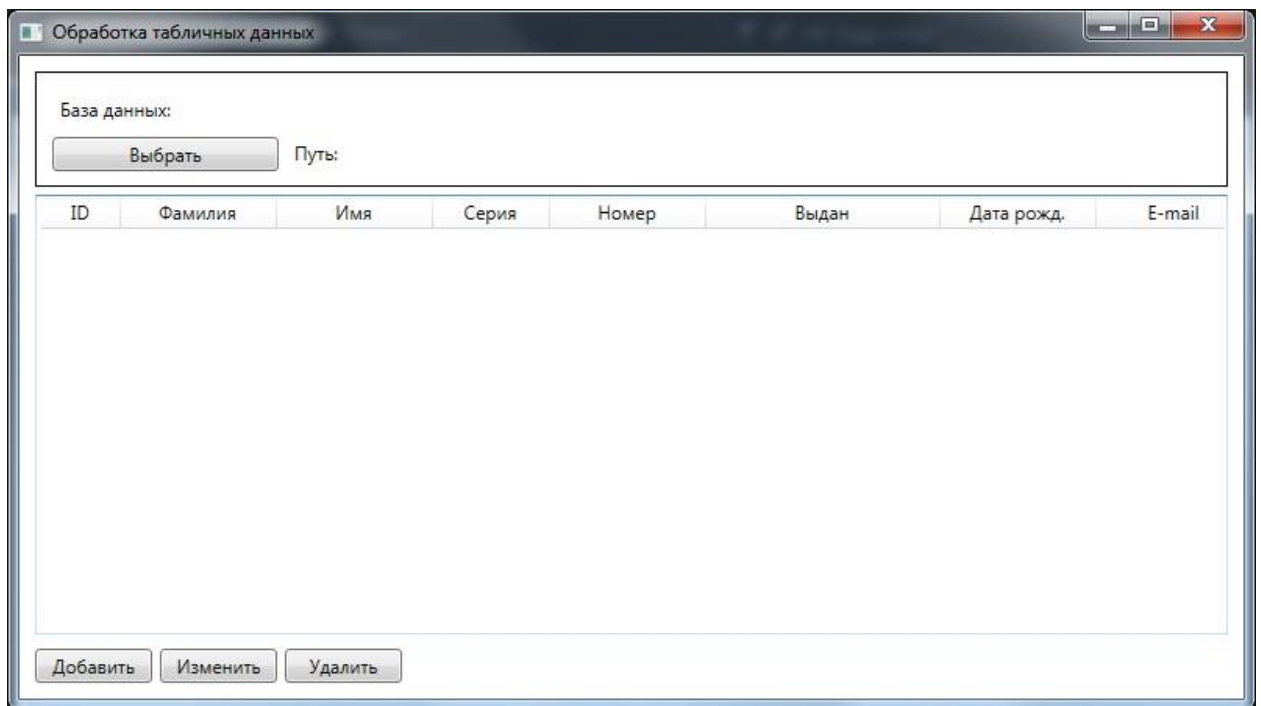 Обработка табличных данных
База данных:
Выбрать Путь:
ID Фамилия Имя Серия Номер Выдан Дата рожд. E-mail
Добавить Изменить Удалить